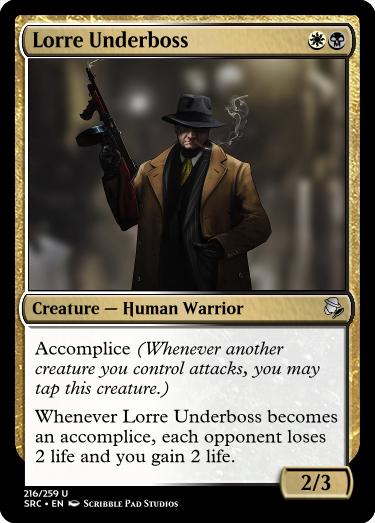 Lorre Underboss
Creature — Human Warrior
Accomplice (Whenever another
creature you control attacks, you may
tap this creature.)
Whenever Lorre Underboss becomes
an accomplice, each opponent loses
2 life and you gain 2 life.
2/3
216/259 U
SRC • EN Scribble Pad Studios